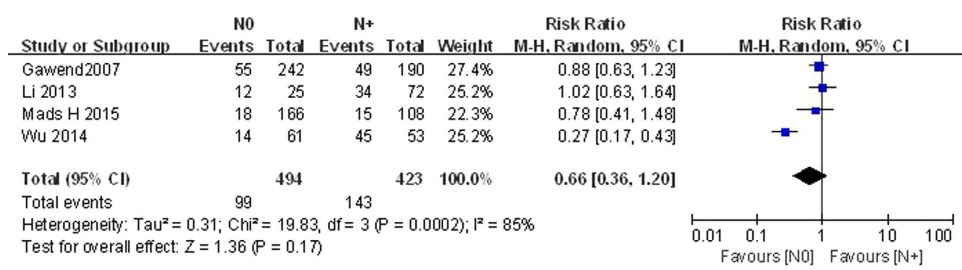 N0 N+ Risk Ratio Risk Ratio
Study or Subgroup Events Total Events Total Weight M-H, Random, 95% CI M-H, Random, 95% CI
Gawend2007 55 242 49 190 27.4% 0.88 [0.63, 1.23]
Li 2013 12 25 34 72 25.2% 1.02 [0.63, 1.64]
Mads H 2015 18 166 15 108 22.3% 0.78 [0.41, 1.48]
Wu 2014 14 61 45 53 25.2% 0.27 [0.17, 0.43]
Total (95% CI) 494 423 100.0% 0.66 [0.36, 1.20]
Total events 99 143
Heterogeneity: Tau² = 0.31; Chi² = 19.83, df = 3 (P = 0.0002); I² = 85%
Test for overall effect: Z = 1.36 (P = 0.17)
0.01 0.1 1 10 100
Favours [N0] Favours [N+]